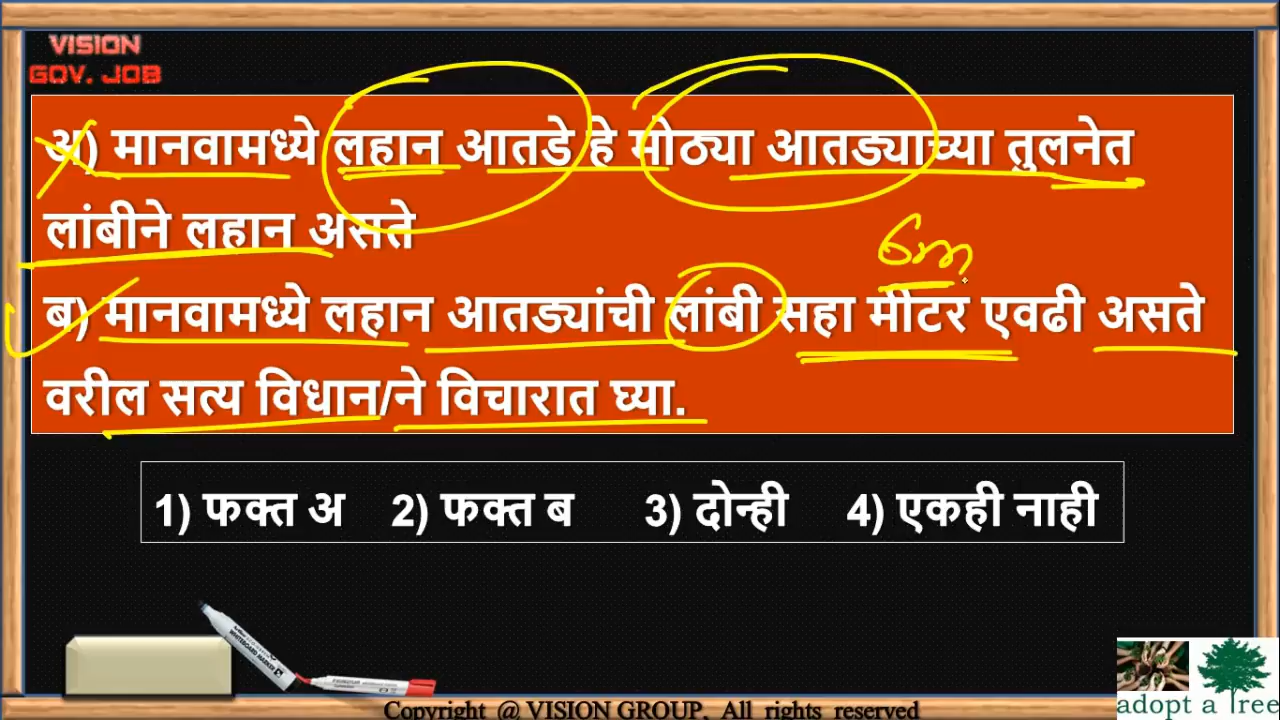 VISION
GOV. JOB
अ) मानवामध्ये लहान आतडे हे मोठ्या आतड्याच्या तुलनेत
लांबीने लहान असते
6m
ब) मानवामध्ये लहान आतड्यांची लांबी सहा मीटर एवढी असते
वरील सत्य विधान/ने विचारात घ्या.
1) फक्त अ 2) फक्त ब 3) दोन्ही 4) एकही नाही
adopt a Tree
Copyright @ VISION GROUP, All rights reserved